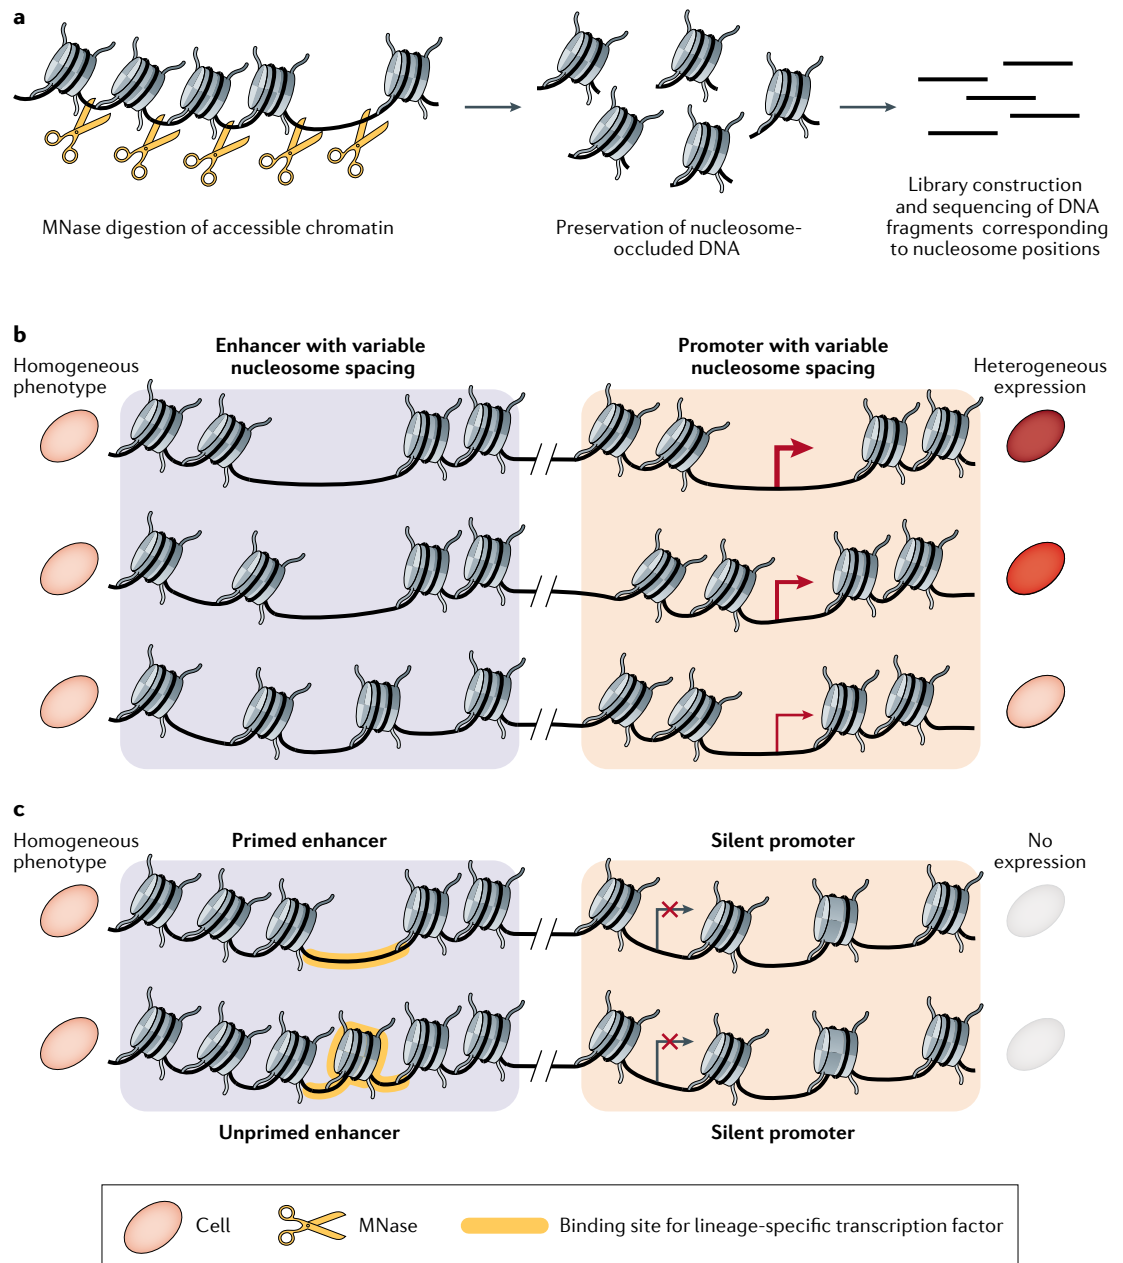 a
MNase digestion of accessible chromatin
Preservation of nucleosome-
occluded DNA
Library construction
and sequencing of DNA
fragments corresponding
to nucleosome positions
b
Homogeneous
phenotype
Enhancer with variable
nucleosome spacing
Promoter with variable
nucleosome spacing
Heterogeneous
expression
c
Homogeneous
phenotype
Primed enhancer
Silent promoter
No
expression
Unprimed enhancer
Silent promoter
Cell
MNase
Binding site for lineage-specific transcription factor